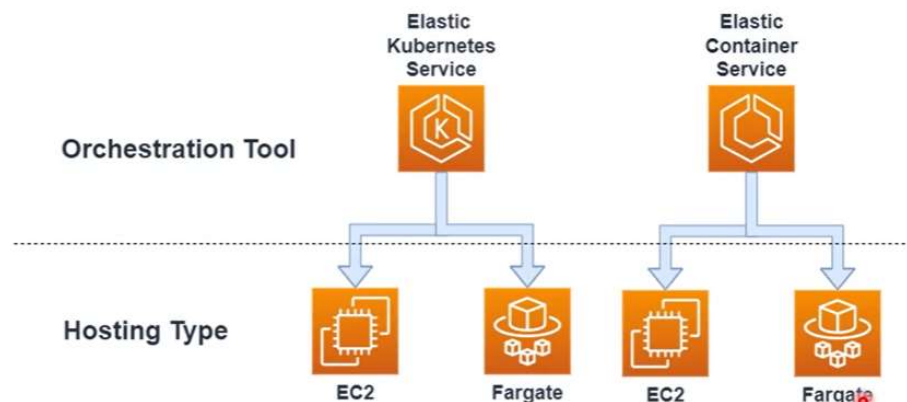 Elastic
Kubernetes
Service
Elastic
Container
Service
K
Orchestration Tool
Hosting Type
EC2
Fargate
EC2
Fargate